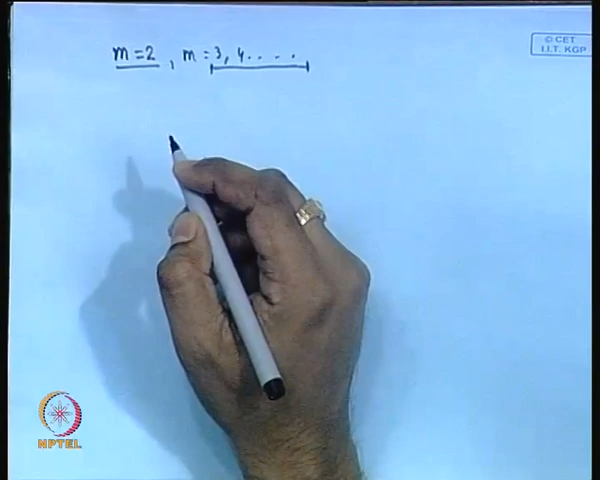 m=2 , m = 3, 4 . . . .
© CET
I.I.T. KGP
NPTEL